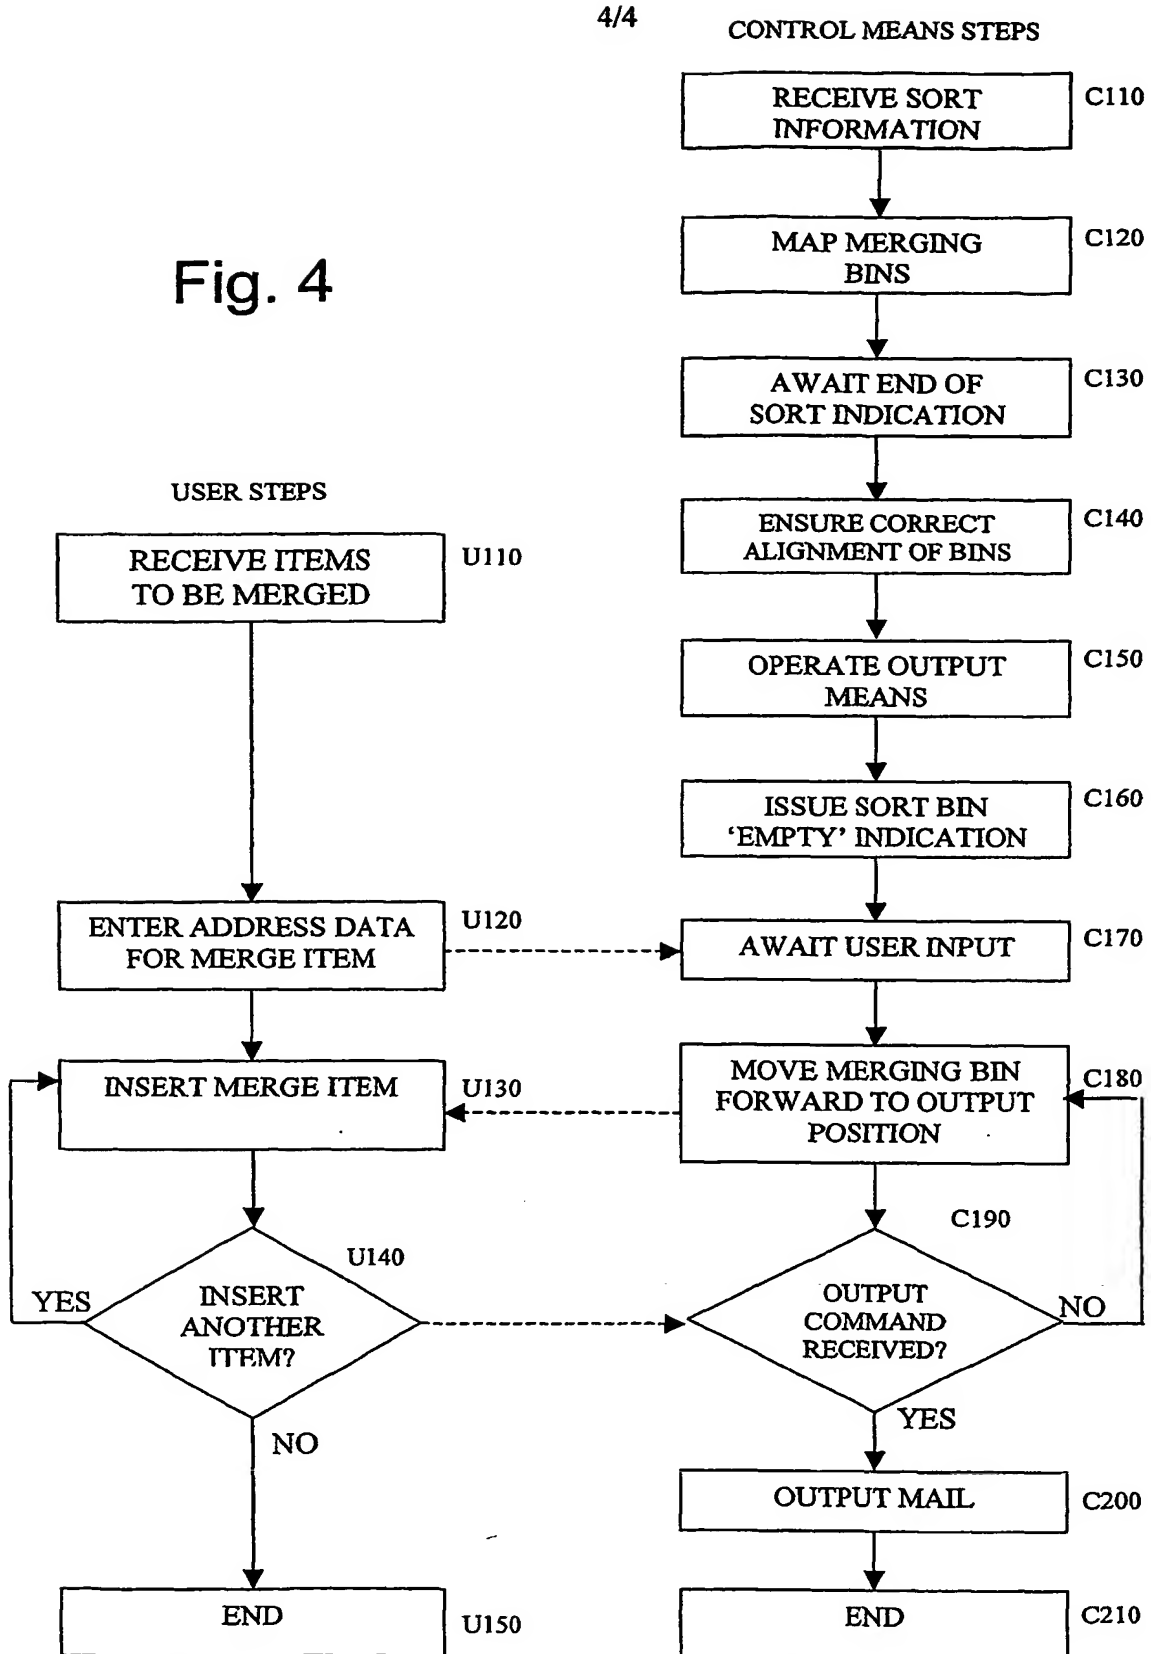 4/4
CONTROL MEANS STEPS
RECEIVE SORT
INFORMATION
C110
MAP MERGING
BINS
C120
Fig. 4
AWAIT END OF
SORT INDICATION
C130
ENSURE CORRECT
ALIGNMENT OF BINS
C140
OPERATE OUTPUT
MEANS
C150
ISSUE SORT BIN
'EMPTY' INDICATION
C160
AWAIT USER INPUT
C170
MOVE MERGING BIN
FORWARD TO OUTPUT
POSITION
C180
C190
OUTPUT
COMMAND
RECEIVED?
NO
YES
OUTPUT MAIL
C200
END
C210
USER STEPS
RECEIVE ITEMS
TO BE MERGED
U110
ENTER ADDRESS DATA
FOR MERGE ITEM
U120
INSERT MERGE ITEM
U130
U140
INSERT
ANOTHER
ITEM?
YES
NO
END
U150